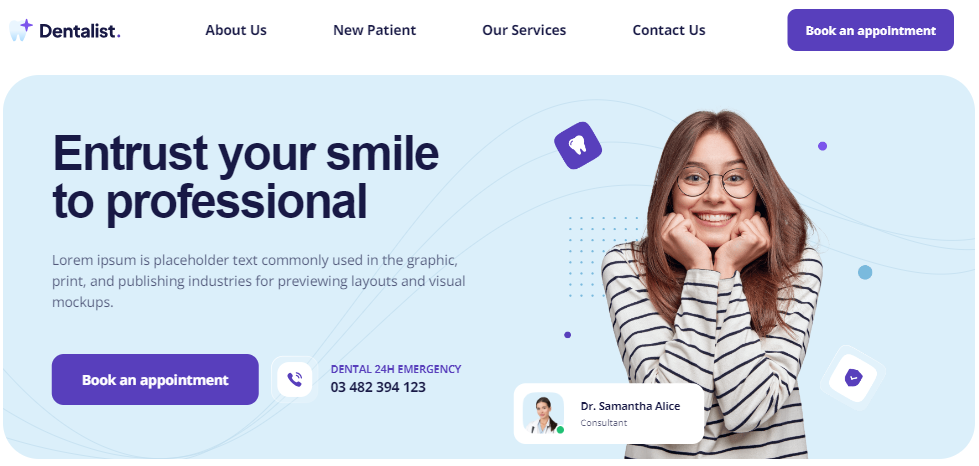 Dentalist.
About Us
New Patient
Our Services
Contact Us
Book an appointment
Entrust your smile
to professional
Lorem ipsum is placeholder text commonly used in the graphic,
print, and publishing industries for previewing layouts and visual
mockups.
Book an appointment
DENTAL 24H EMERGENCY
03 482 394 123
Dr. Samantha Alice
Consultant